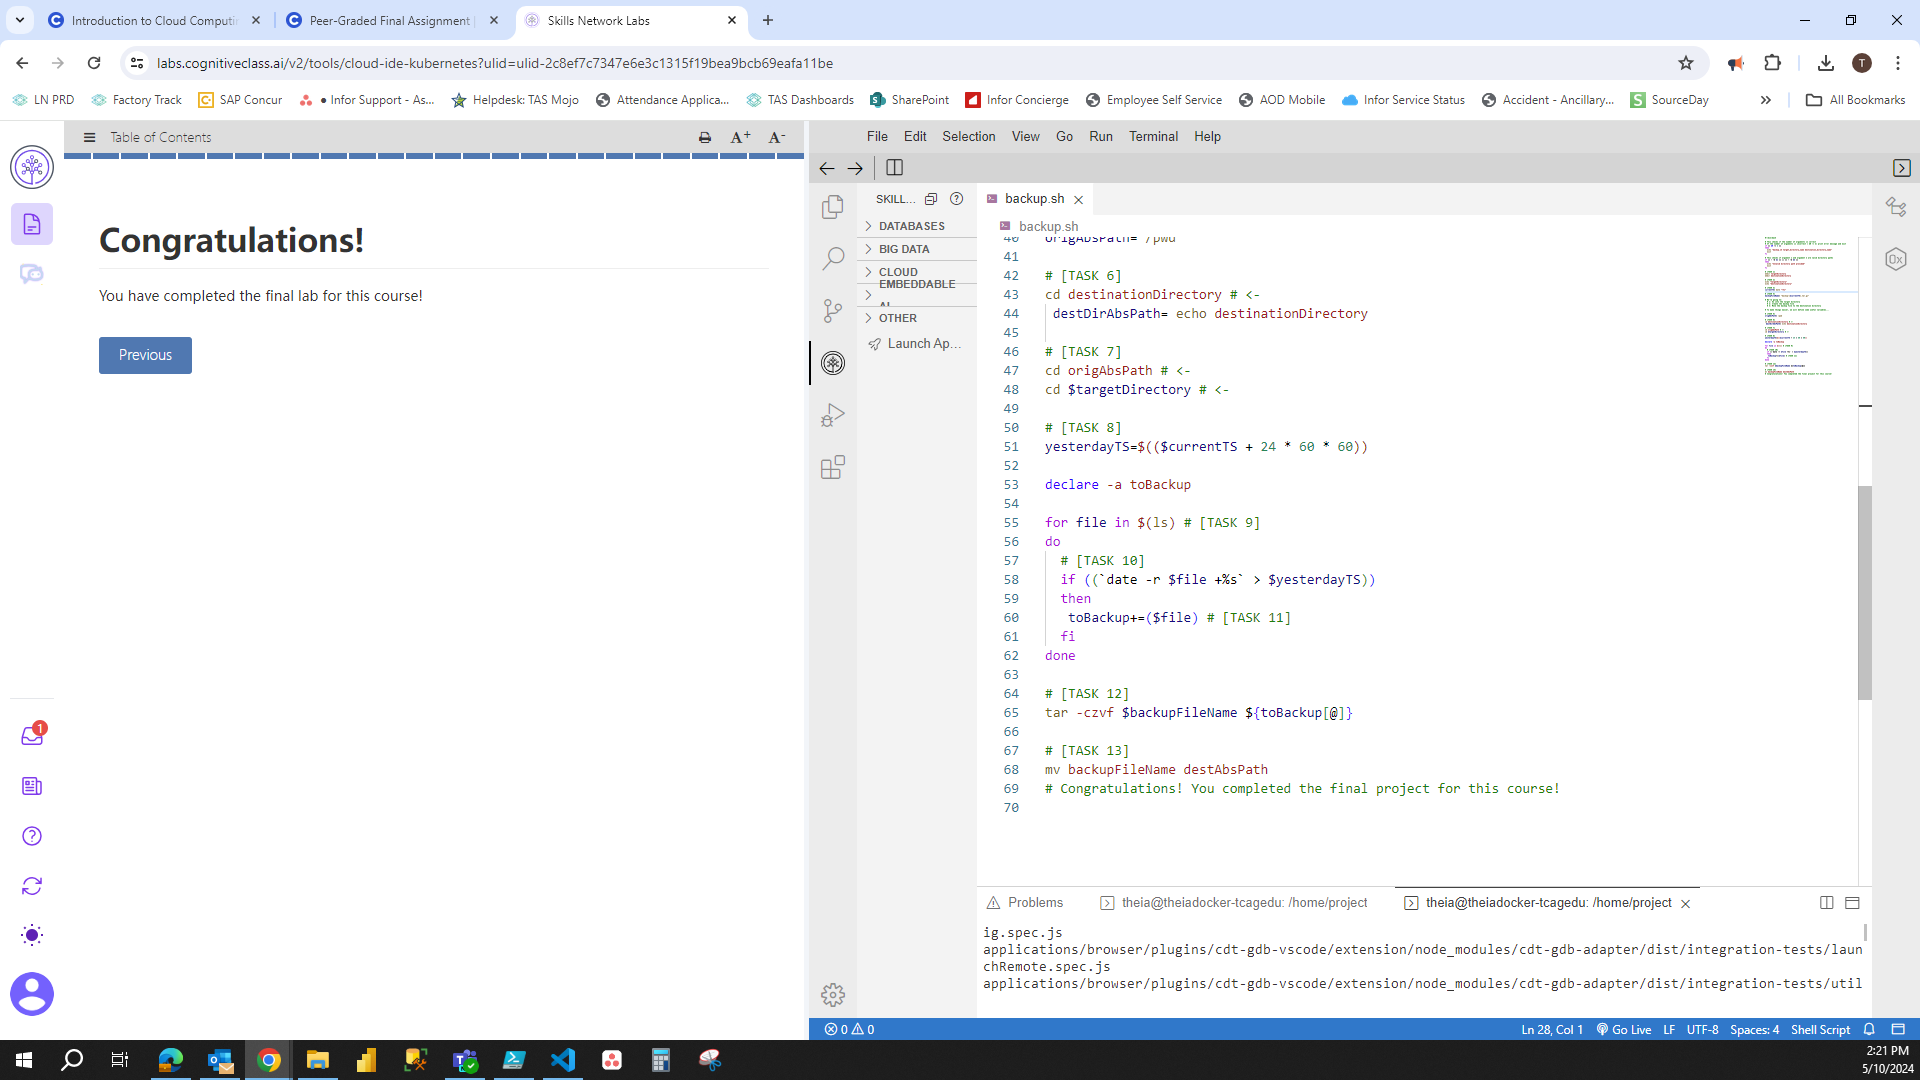 Introduction to Cloud Computin
Peer-Graded Final Assignment |
Skills Network Labs
labs.cognitiveclass.ai/v2/tools/cloud-ide-kubernetes?ulid=ulid-2c8ef7c7347e6e3c1315f19bea9bcb69eafa11be
T
LN PRD
Factory Track
SAP Concur
• Infor Support - As...
Helpdesk: TAS Mojo
Attendance Applica...
TAS Dashboards
SharePoint
Infor Concierge
Employee Self Service
AOD Mobile
Infor Service Status
Accident - Ancillary...
SourceDay
»
All Bookmarks
Table of Contents
A+
A-
Congratulations!
You have completed the final lab for this course!
Previous
1
File Edit Selection View Go Run Terminal Help
SKILL...
DATABASES
BIG DATA
CLOUD
EMBEDDABLE
AI
OTHER
Launch Ap...
backup.sh
backup.sh
40 origAbsPath=`/pwd`
41
42 # [TASK 6]
43 cd destinationDirectory # <-
44 destDirAbsPath= echo destinationDirectory
45
46 # [TASK 7]
47 cd origAbsPath # <-
48 cd $targetDirectory # <-
49
50 # [TASK 8]
51 yesterdayTS=$(($currentTS + 24 * 60 * 60))
52
53 declare -a toBackup
54
55 for file in $(ls) # [TASK 9]
56 do
57 # [TASK 10]
58 if ((`date -r $file +%s` > $yesterdayTS))
59 then
60 toBackup+=($file) # [TASK 11]
61 fi
62 done
63
64 # [TASK 12]
65 tar -czvf $backupFileName ${toBackup[@]}
66
67 # [TASK 13]
68 mv backupFileName destAbsPath
69 # Congratulations! You completed the final project for this course!
70
Problems
theia@theiadocker-tcagedu: /home/project
theia@theiadocker-tcagedu: /home/project
ig.spec.js
applications/browser/plugins/cdt-gdb-vscode/extension/node_modules/cdt-gdb-adapter/dist/integration-tests/laun
chRemote.spec.js
applications/browser/plugins/cdt-gdb-vscode/extension/node_modules/cdt-gdb-adapter/dist/integration-tests/util
0 0
Ln 28, Col 1
Go Live
LF
UTF-8
Spaces: 4
Shell Script
2:21 PM
5/10/2024